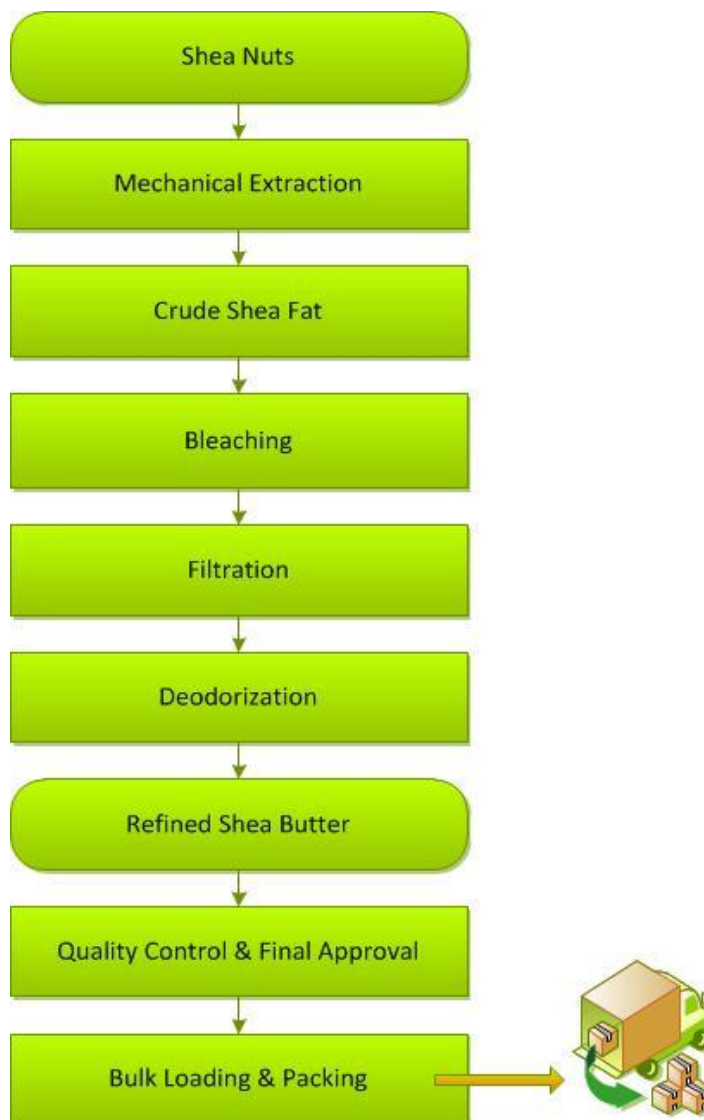 Shea Nuts
Mechanical Extraction
Crude Shea Fat
Bleaching
Filtration
Deodorization
Refined Shea Butter
Quality Control & Final Approval
Bulk Loading & Packing